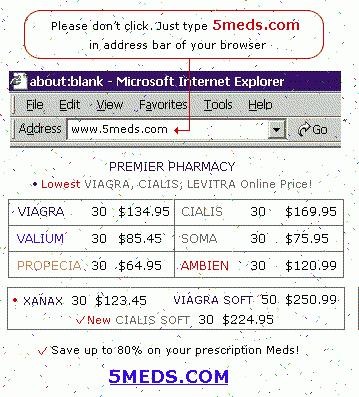 Please don't click. Just type 5meds.com
in address bar of your browser
about:blank - Microsoft Internet Explorer
File Edit View Favorites Tools Help
Address www.5meds.com Go
PREMIER PHARMACY
• Lowest VIAGRA, CIALIS; LEVITRA Online Price!
VIAGRA 30 $134.95 CIALIS 30 $169.95
VALIUM 30 $85.45 SOMA 30 $75.95
PROPECIA 30 $64.95 AMBIEN 30 $120.99
• XANAX 30 $123.45 VIAGRA SOFT 50 $250.99
✓New CIALIS SOFT 30 $224.95
✓ Save up to 80% on your prescription Meds!
5MEDS.COM